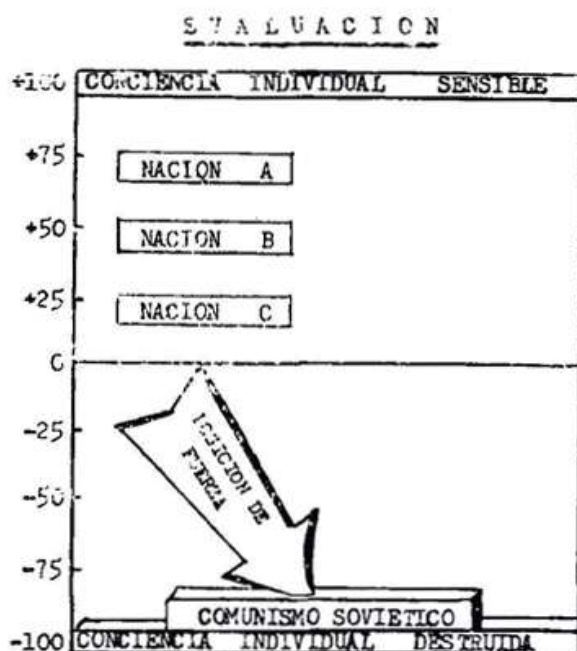 EVALUACION
+100 CONCIENCIA INDIVIDUAL SENSIBLE
+75
NACION A
+50
NACION B
+25
NACION C
0
-25
POSICION DE
FUERZA
-50
-75
COMUNISMO SOVIETICO
-100 CONCIENCIA INDIVIDUAL DESTRUIDA